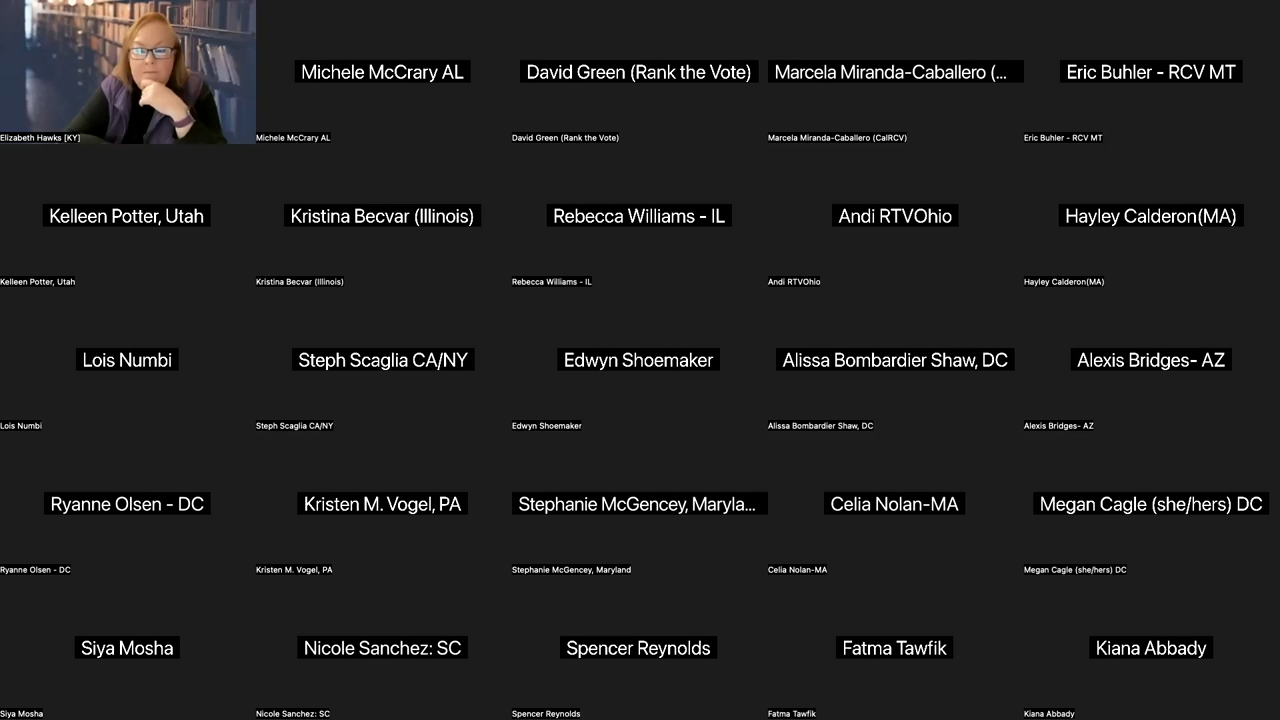 Michele McCrary AL
David Green (Rank the Vote)
Marcela Miranda-Caballero (...
Eric Buhler - RCV MT
Elizabeth Hawks [KY]
Michele McCrary AL
David Green (Rank the Vote)
Marcela Miranda-Caballero (CalRCV)
Eric Buhler - RCV MT
Kelleen Potter, Utah
Kristina Becvar (Illinois)
Rebecca Williams - IL
Andi RTVOhio
Hayley Calderon(MA)
Kelleen Potter, Utah
Kristina Becvar (Illinois)
Rebecca Williams - IL
Andi RTVOhio
Hayley Calderon(MA)
Lois Numbi
Steph Scaglia CA/NY
Edwyn Shoemaker
Alissa Bombardier Shaw, DC
Alexis Bridges- AZ
Lois Numbi
Steph Scaglia CA/NY
Edwyn Shoemaker
Alissa Bombardier Shaw, DC
Alexis Bridges- AZ
Ryanne Olsen - DC
Kristen M. Vogel, PA
Stephanie McGencey, Maryla...
Celia Nolan-MA
Megan Cagle (she/hers) DC
Ryanne Olsen - DC
Kristen M. Vogel, PA
Stephanie McGencey, Maryland
Celia Nolan-MA
Megan Cagle (she/hers) DC
Siya Mosha
Nicole Sanchez: SC
Spencer Reynolds
Fatma Tawfik
Kiana Abbady
Siya Mosha
Nicole Sanchez: SC
Spencer Reynolds
Fatma Tawfik
Kiana Abbady